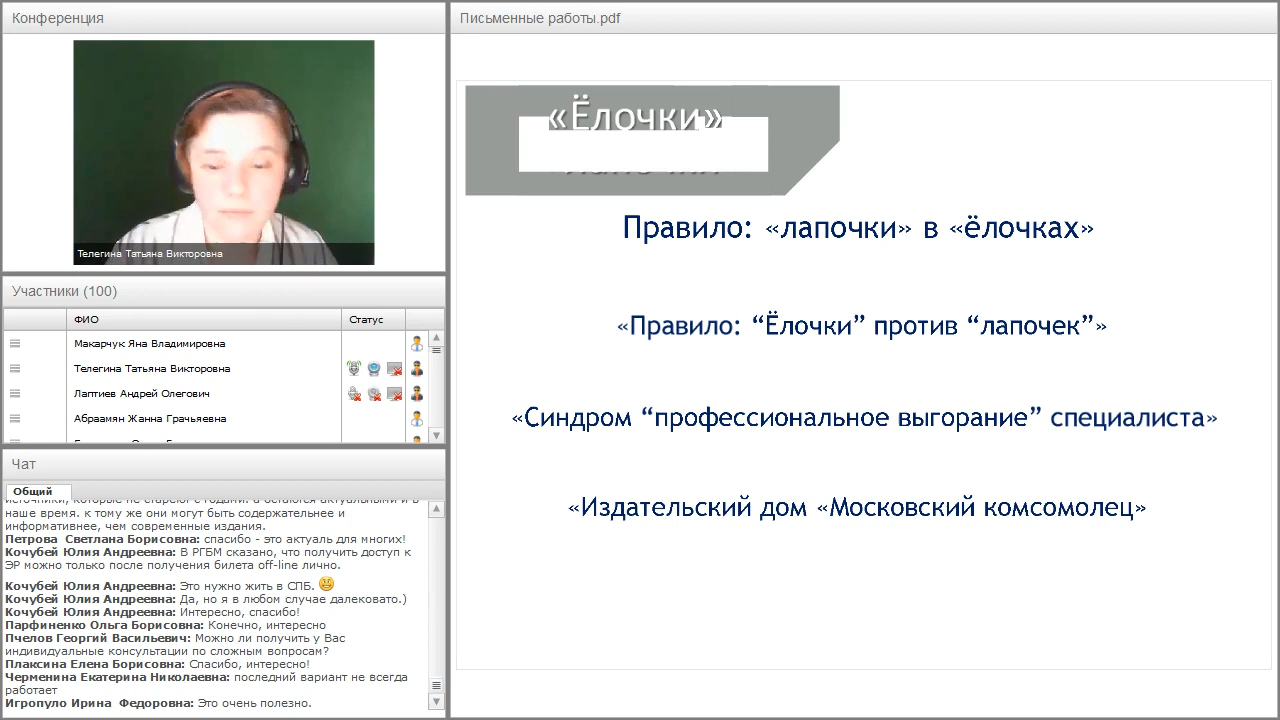 Конференция
Телегина Татьяна Викторовна
Участники (100)
ФИО Статус
Макарчук Яна Владимировна
Телегина Татьяна Викторовна
Лаптиев Андрей Олегович
Абраамян Жанна Грачьяевна
Чат
Общий
источники, которые не стареют с годами. а остаются актуальными и в
наше время. к тому же они могут быть содержательнее и
информативнее, чем современные издания.
Петрова Светлана Борисовна: спасибо - это актуаль для многих!
Кочубей Юлия Андреевна: В РГБМ сказано, что получить доступ к
ЭР можно только после получения билета off-line лично.
Кочубей Юлия Андреевна: Это нужно жить в СПБ.
Кочубей Юлия Андреевна: Да, но я в любом случае далековато.)
Кочубей Юлия Андреевна: Интересно, спасибо!
Парфиненко Ольга Борисовна: Конечно, интересно
Пчелов Георгий Васильевич: Можно ли получить у Вас
индивидуальные консультации по сложным вопросам?
Плаксина Елена Борисовна: Спасибо, интересно!
Черменина Екатерина Николаевна: последний вариант не всегда
работает
Игропуло Ирина Федоровна: Это очень полезно.
Письменные работы.pdf
«Ёлочки»
Правило: «лапочки» в «ёлочках»
«Правило: “Ёлочки” против “лапочек”»
«Синдром “профессиональное выгорание” специалиста»
«Издательский дом «Московский комсомолец»